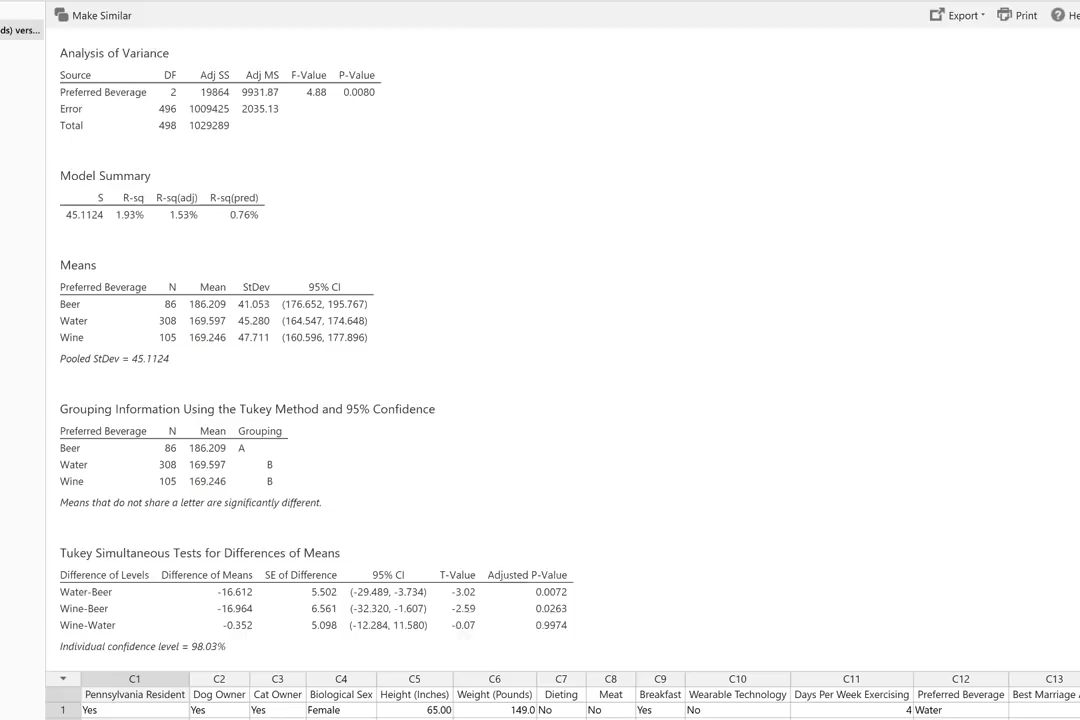 Make Similar Export Print He
ds) vers...
Analysis of Variance
Source DF Adj SS Adj MS F-Value P-Value
Preferred Beverage 2 19864 9931.87 4.88 0.0080
Error 496 1009425 2035.13
Total 498 1029289
Model Summary
S R-sq R-sq(adj) R-sq(pred)
45.1124 1.93% 1.53% 0.76%
Means
Preferred Beverage N Mean StDev 95% CI
Beer 86 186.209 41.053 (176.652, 195.767)
Water 308 169.597 45.280 (164.547, 174.648)
Wine 105 169.246 47.711 (160.596, 177.896)
Pooled StDev = 45.1124
Grouping Information Using the Tukey Method and 95% Confidence
Preferred Beverage N Mean Grouping
Beer 86 186.209 A
Water 308 169.597 B
Wine 105 169.246 B
Means that do not share a letter are significantly different.
Tukey Simultaneous Tests for Differences of Means
Difference of Levels Difference of Means SE of Difference 95% CI T-Value Adjusted P-Value
Water-Beer -16.612 5.502 (-29.489, -3.734) -3.02 0.0072
Wine-Beer -16.964 6.561 (-32.320, -1.607) -2.59 0.0263
Wine-Water -0.352 5.098 (-12.284, 11.580) -0.07 0.9974
Individual confidence level = 98.03%
C1 C2 C3 C4 C5 C6 C7 C8 C9 C10 C11 C12 C13
Pennsylvania Resident Dog Owner Cat Owner Biological Sex Height (Inches) Weight (Pounds) Dieting Meat Breakfast Wearable Technology Days Per Week Exercising Preferred Beverage Best Marriage
1 Yes Yes Yes Female 65.00 149.0 No No Yes No 4 Water